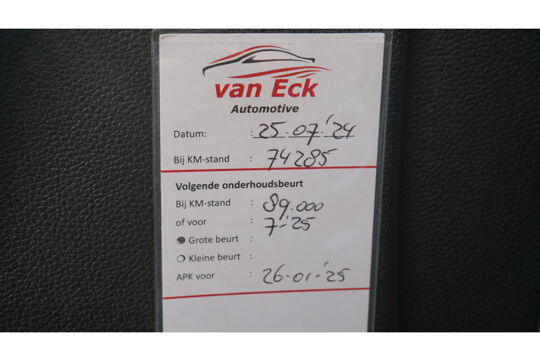 van Eck
Automotive
Datum: : 25-07-'24
Bij KM-stand : 74285
Volgende onderhoudsbeurt
Bij KM-stand : 89.000
of voor : 7-'25
Grote beurt :
Kleine beurt :
APK voor : 26-01-'25